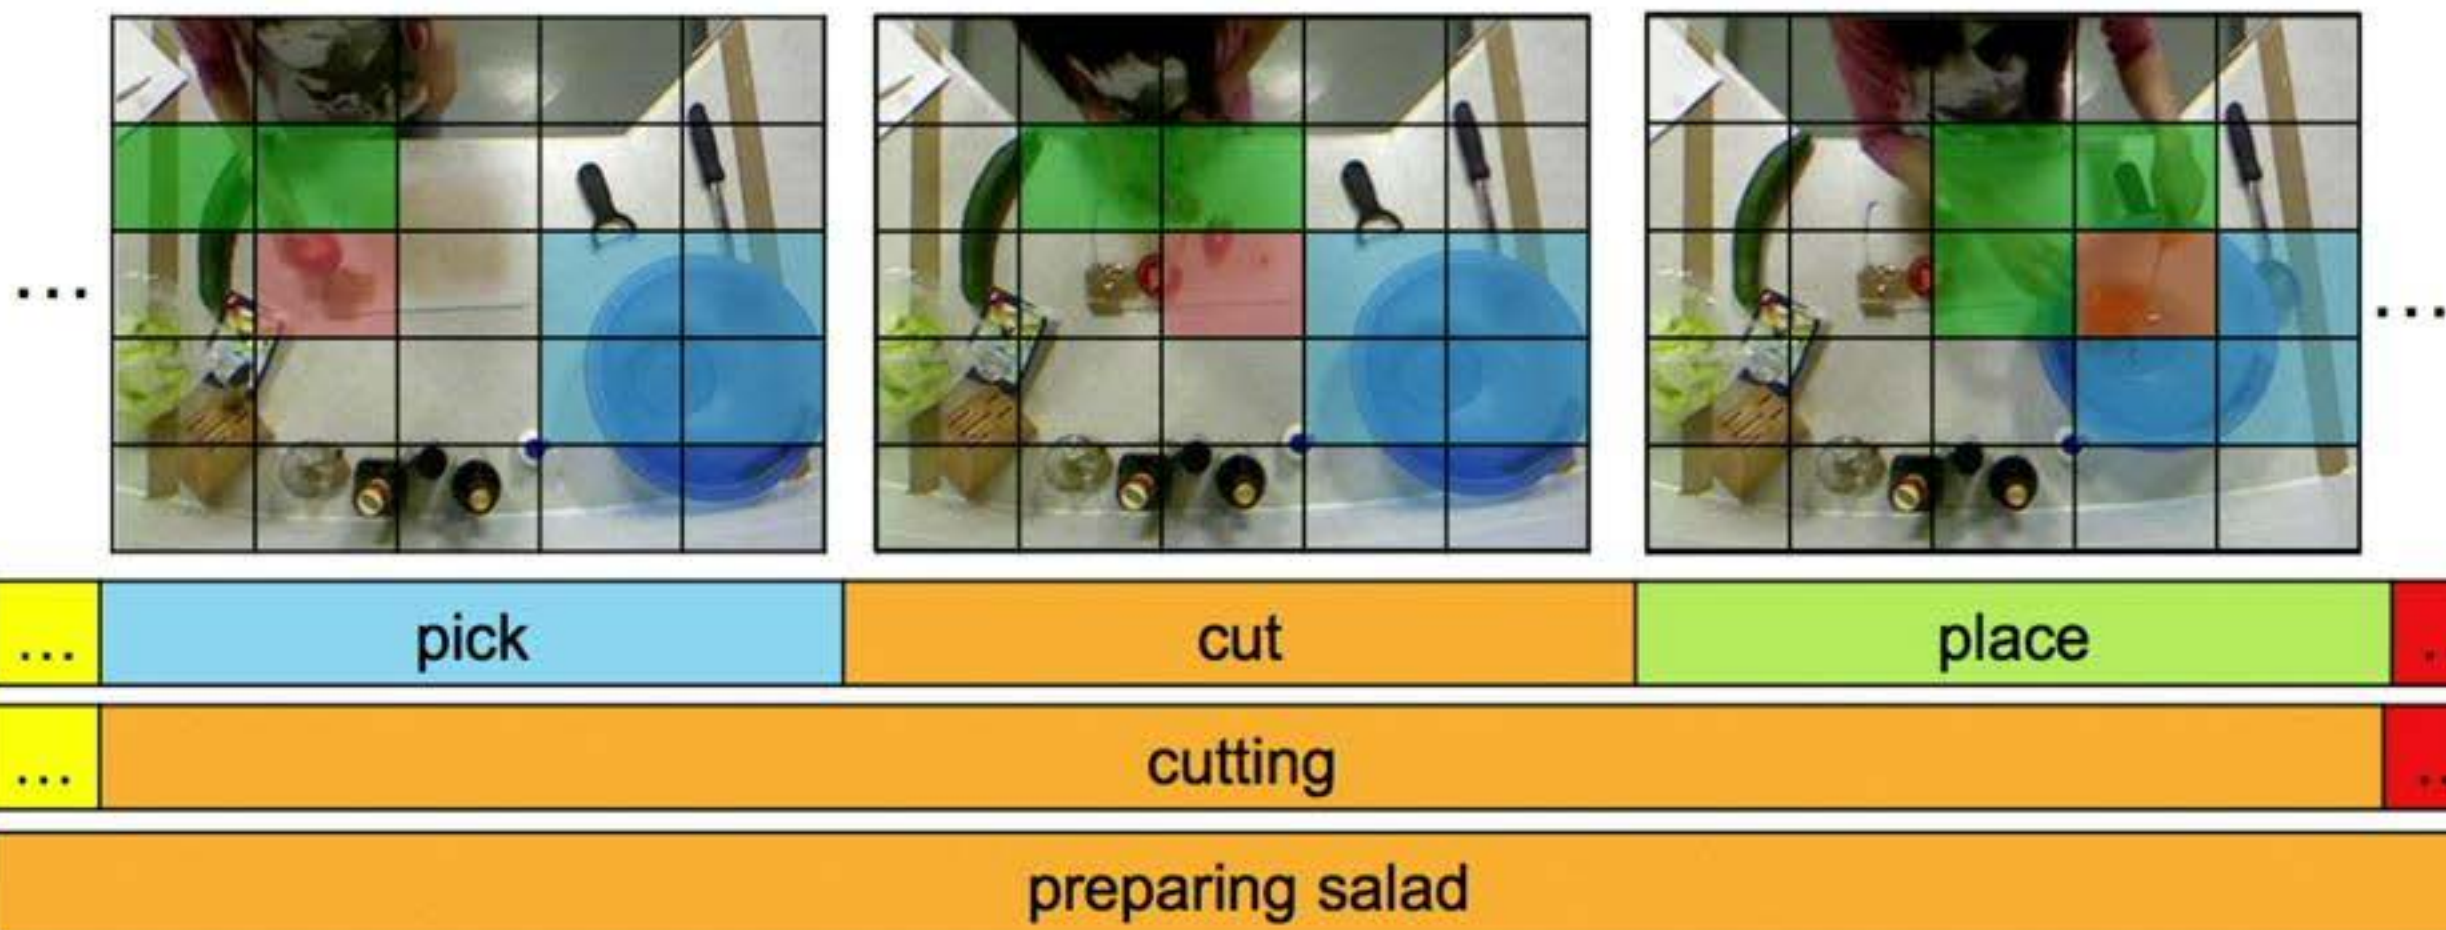 ... ...
... pick cut place ..
... cutting ..
preparing salad